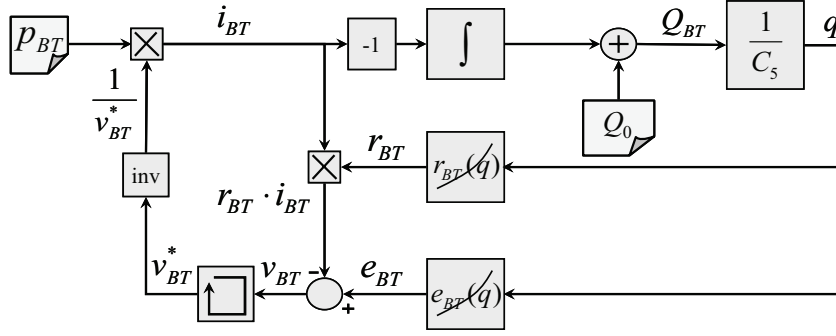 p_BT
i_BT
-1
∫
+
Q_BT
1
C_5
q
1
v*_BT
Q_0
inv
r_BT
r_BT(q)
r_BT · i_BT
v*_BT
v_BT
-
+
e_BT
e_BT(q)